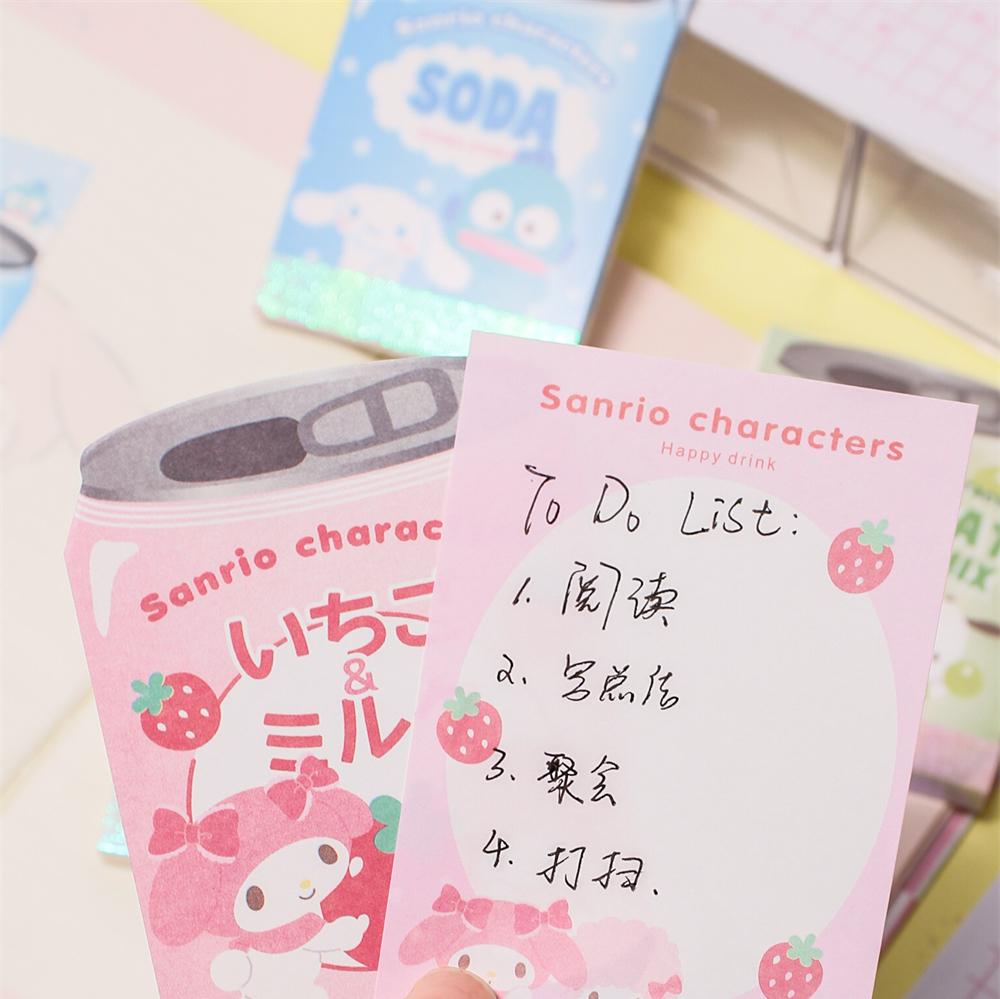 Sanrio characters
SODA
Sanrio charac
いちご
&
ミル
Sanrio characters
Happy drink
To Do List:
1. 阅读
2. 写总结
3. 聚会
4. 打扫.